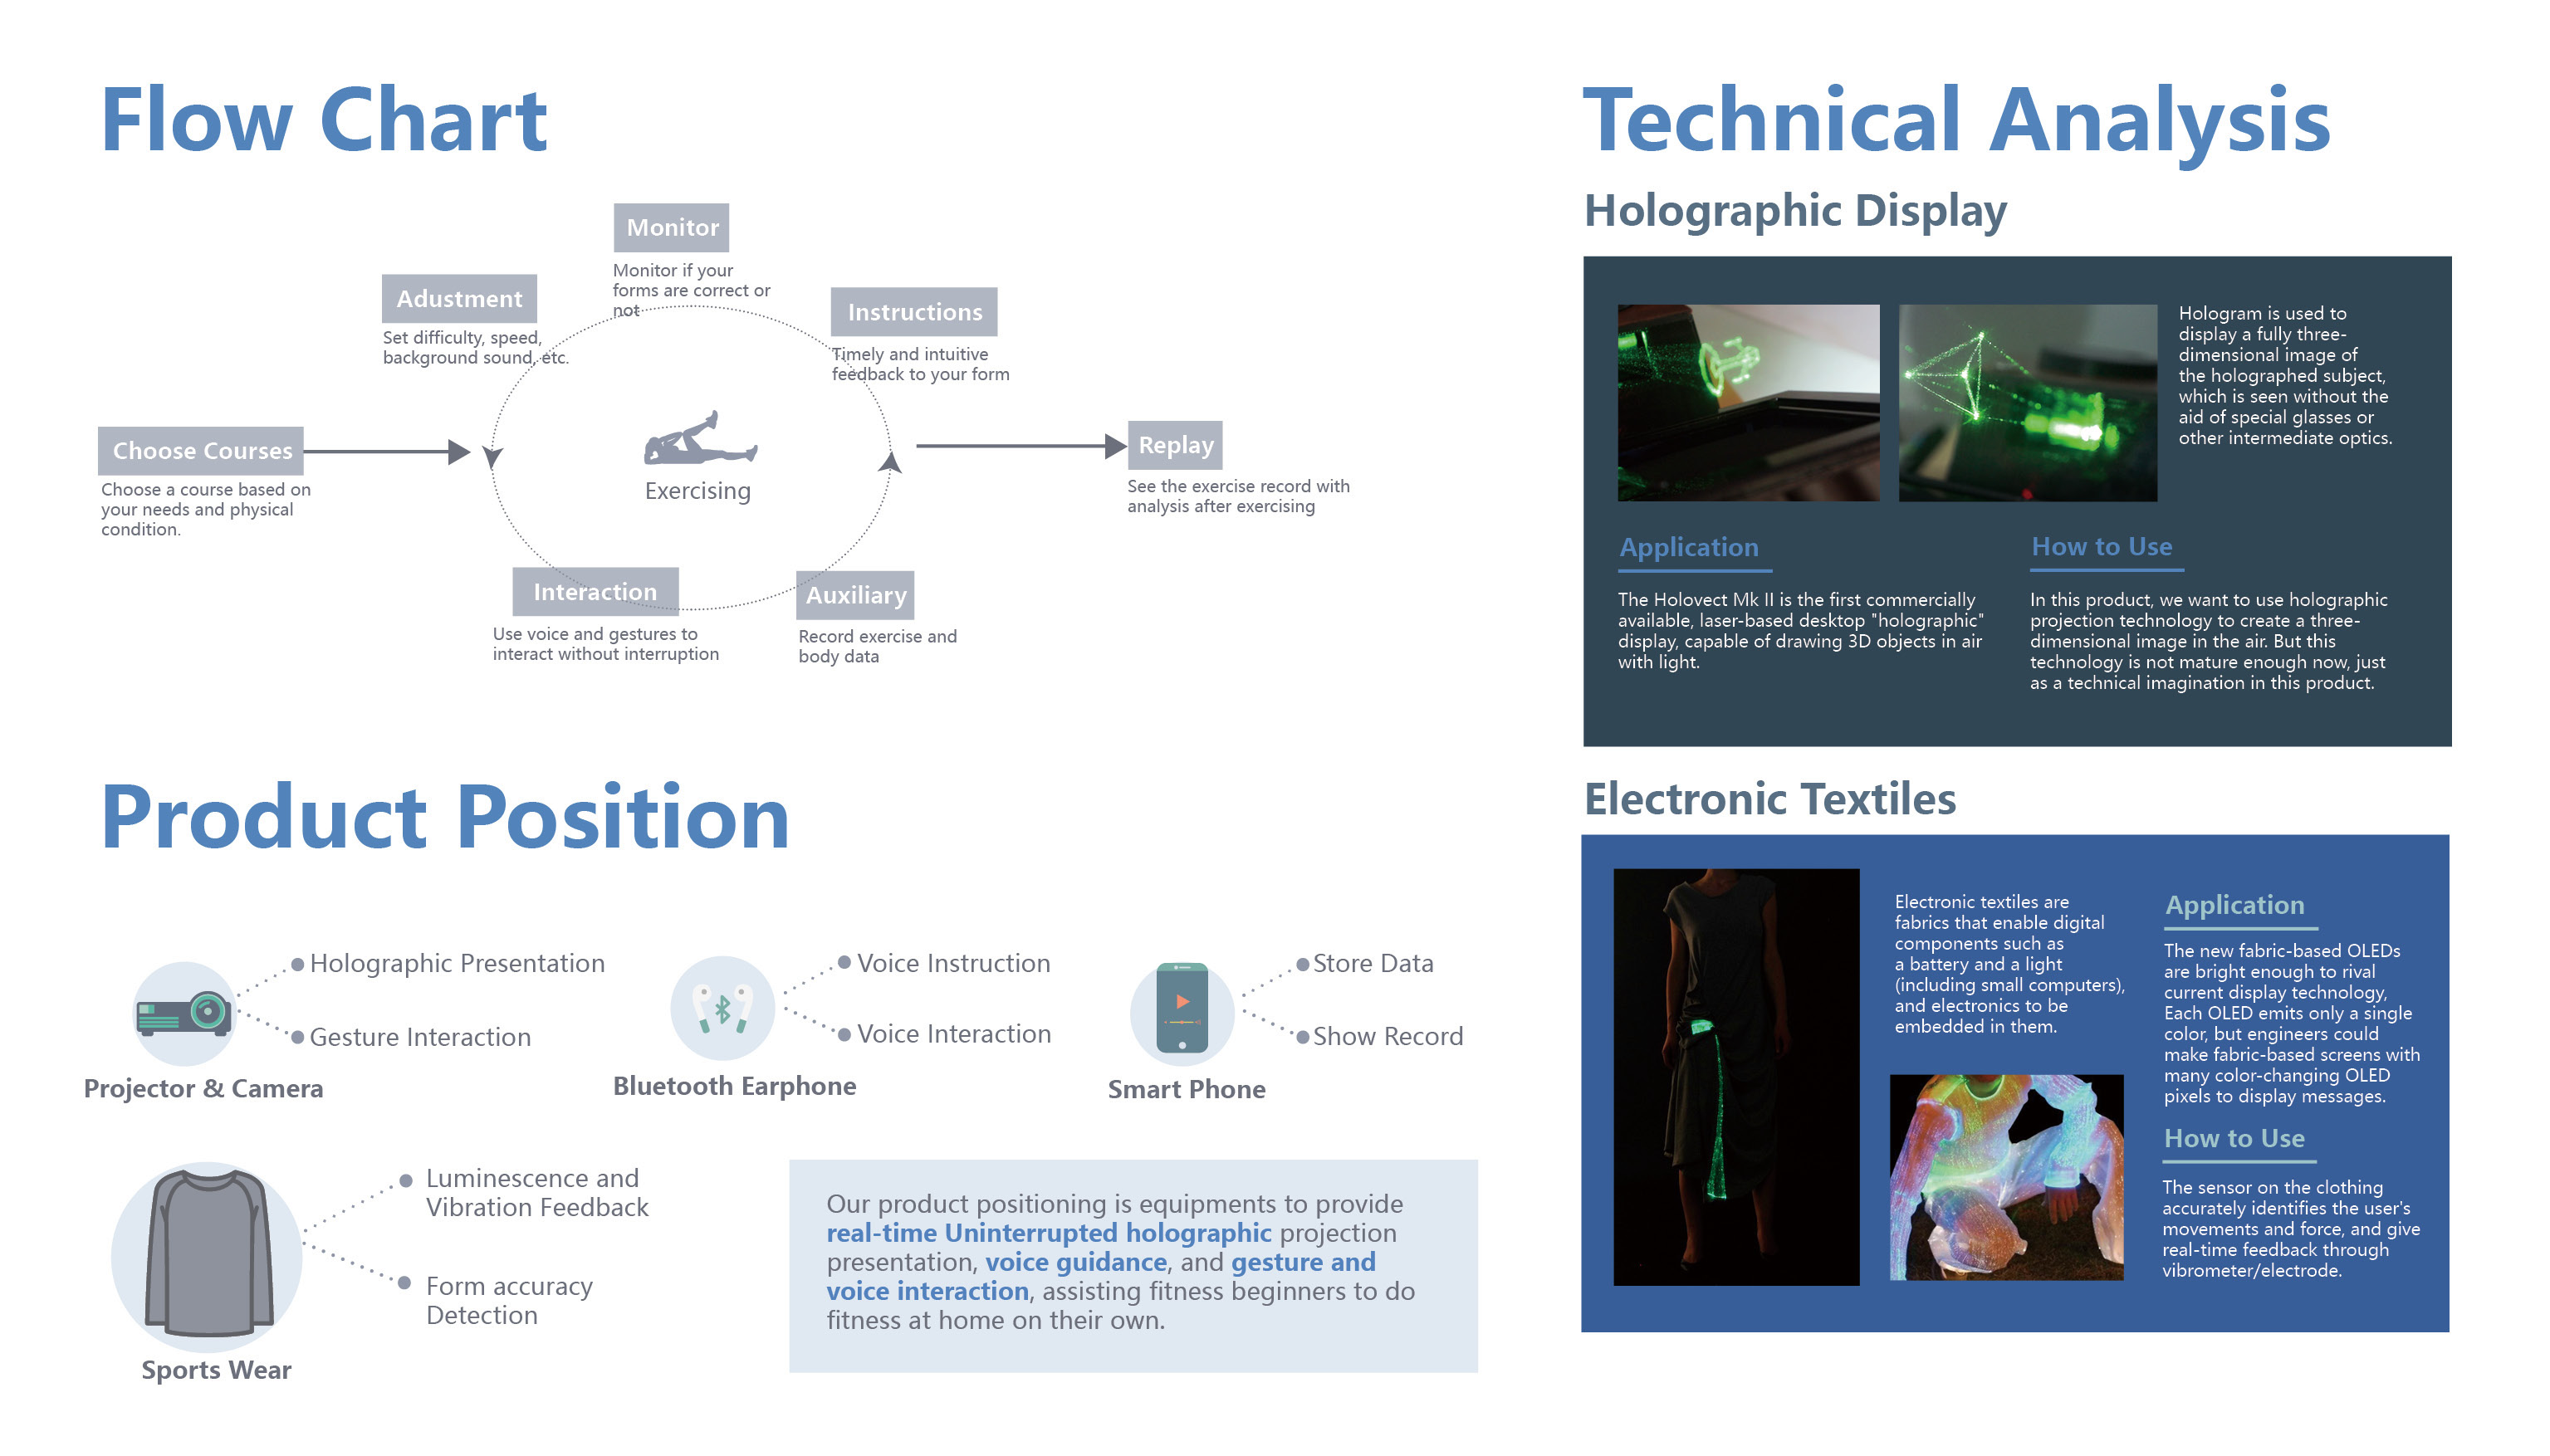 Flow Chart
Monitor
Monitor if your
forms are correct or
not
Adustment
Set difficulty, speed,
background sound, etc.
Instructions
Timely and intuitive
feedback to your form
Choose Courses
Choose a course based on
your needs and physical
condition.
Exercising
Replay
See the exercise record with
analysis after exercising
Interaction
Use voice and gestures to
interact without interruption
Auxiliary
Record exercise and
body data
Product Position
Holographic Presentation
Gesture Interaction
Projector & Camera
Voice Instruction
Voice Interaction
Bluetooth Earphone
Store Data
Show Record
Smart Phone
Luminescence and
Vibration Feedback
Form accuracy
Detection
Sports Wear
Our product positioning is equipments to provide
real-time Uninterrupted holographic projection
presentation, voice guidance, and gesture and
voice interaction, assisting fitness beginners to do
fitness at home on their own.
Technical Analysis
Holographic Display
Hologram is used to
display a fully three-
dimensional image of
the holographed subject,
which is seen without the
aid of special glasses or
other intermediate optics.
Application
The Holovect Mk II is the first commercially
available, laser-based desktop "holographic"
display, capable of drawing 3D objects in air
with light.
How to Use
In this product, we want to use holographic
projection technology to create a three-
dimensional image in the air. But this
technology is not mature enough now, just
as a technical imagination in this product.
Electronic Textiles
Electronic textiles are
fabrics that enable digital
components such as
a battery and a light
(including small computers),
and electronics to be
embedded in them.
Application
The new fabric-based OLEDs
are bright enough to rival
current display technology,
Each OLED emits only a single
color, but engineers could
make fabric-based screens with
many color-changing OLED
pixels to display messages.
How to Use
The sensor on the clothing
accurately identifies the user's
movements and force, and give
real-time feedback through
vibrometer/electrode.